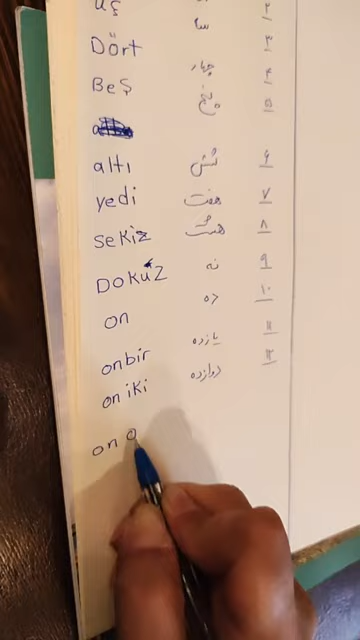 üç سه ۳
Dört چهار ۴
Beş پنج ۵
altı شش ۶
yedi هفت ۷
sekiz هشت ۸
Dokuz نه ۹
on ده ۱۰
onbir یازده ۱۱
on iki دوازده ۱۲
on